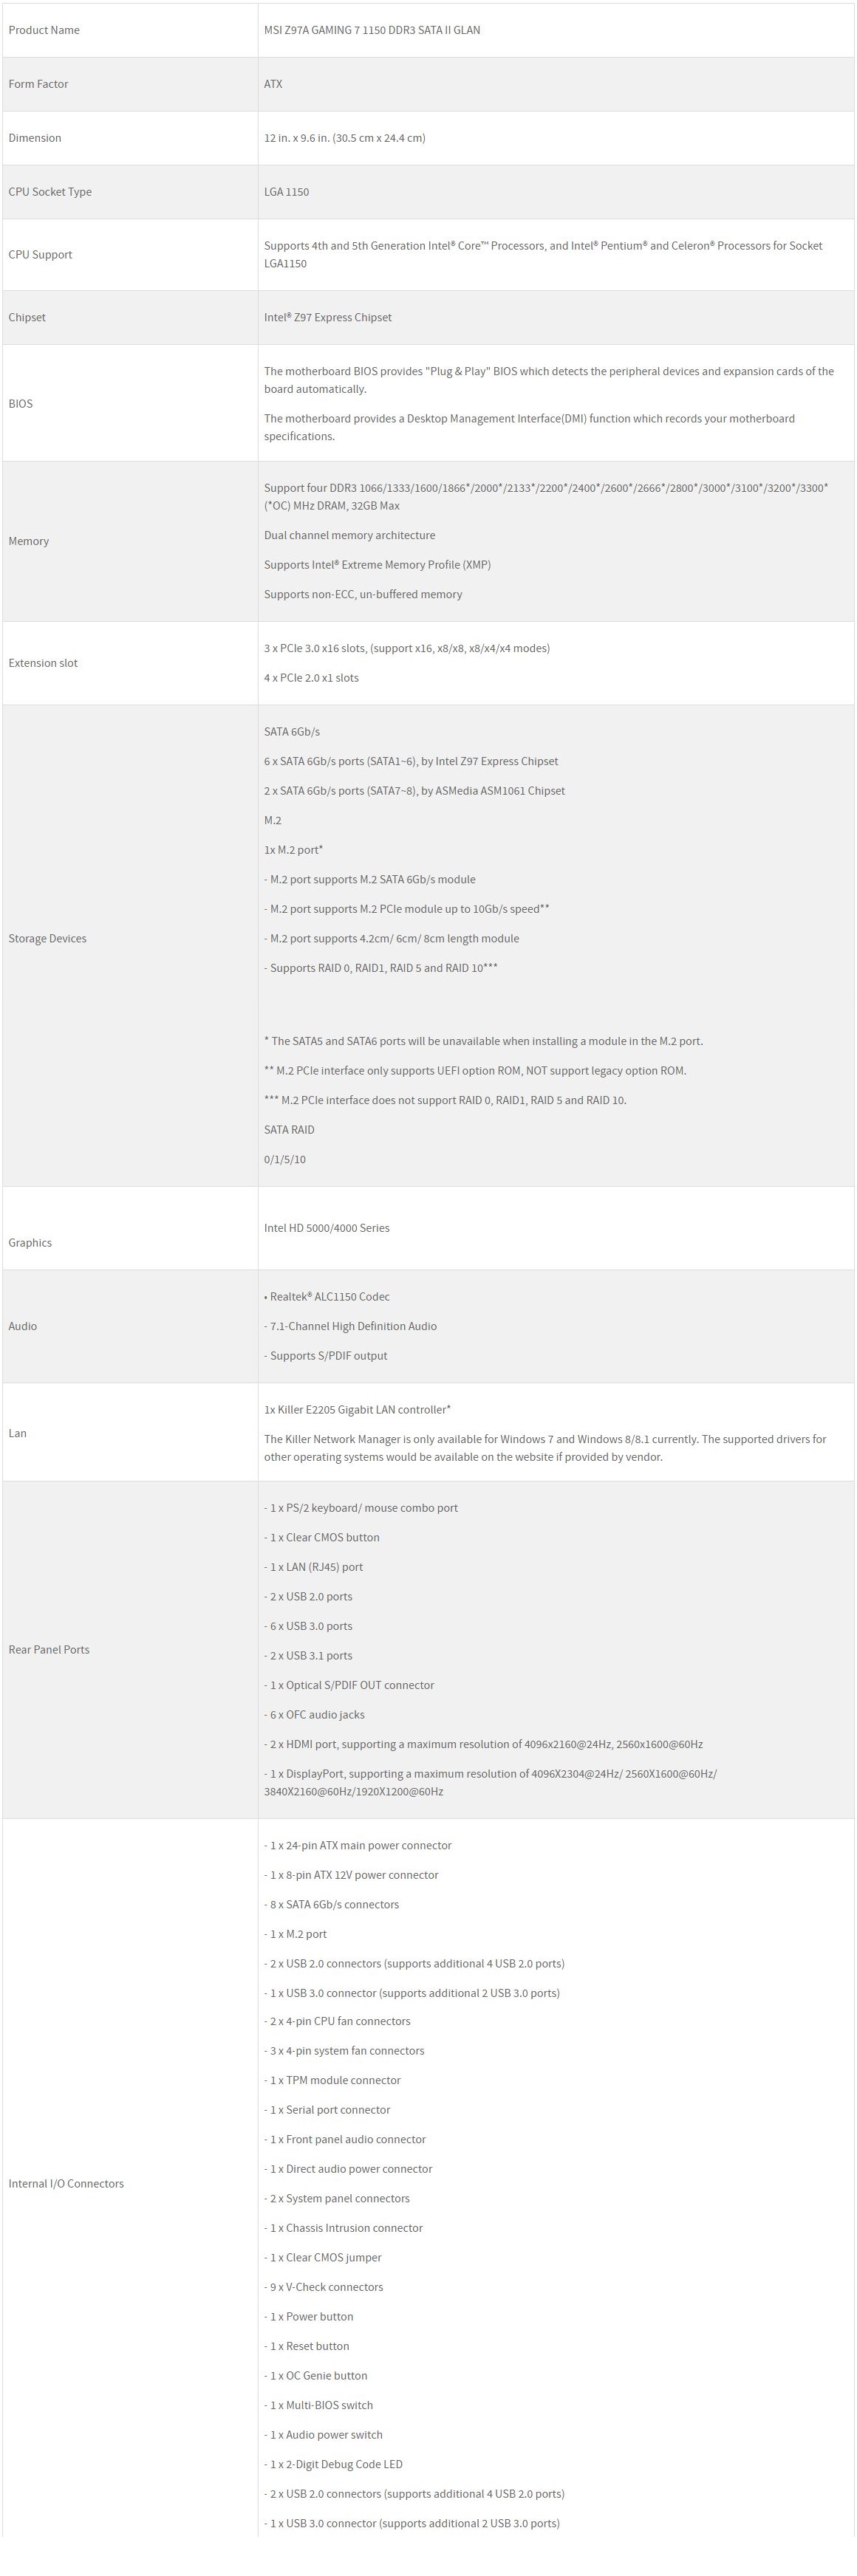 Product Name
MSI Z97A GAMING 7 1150 DDR3 SATA II GLAN
Form Factor
ATX
Dimension
12 in. x 9.6 in. (30.5 cm x 24.4 cm)
CPU Socket Type
LGA 1150
CPU Support
Supports 4th and 5th Generation Intel® Core™ Processors, and Intel® Pentium® and Celeron® Processors for Socket
LGA1150
Chipset
Intel® Z97 Express Chipset
BIOS
The motherboard BIOS provides "Plug & Play" BIOS which detects the peripheral devices and expansion cards of the
board automatically.
The motherboard provides a Desktop Management Interface(DMI) function which records your motherboard
specifications.
Memory
Support four DDR3 1066/1333/1600/1866*/2000*/2133*/2200*/2400*/2600*/2666*/2800*/3000*/3100*/3200*/3300*
(*OC) MHz DRAM, 32GB Max
Dual channel memory architecture
Supports Intel® Extreme Memory Profile (XMP)
Supports non-ECC, un-buffered memory
Extension slot
3 x PCIe 3.0 x16 slots, (support x16, x8/x8, x8/x4/x4 modes)
4 x PCIe 2.0 x1 slots
Storage Devices
SATA 6Gb/s
6 x SATA 6Gb/s ports (SATA1~6), by Intel Z97 Express Chipset
2 x SATA 6Gb/s ports (SATA7~8), by ASMedia ASM1061 Chipset
M.2
1x M.2 port*
- M.2 port supports M.2 SATA 6Gb/s module
- M.2 port supports M.2 PCIe module up to 10Gb/s speed**
- M.2 port supports 4.2cm/ 6cm/ 8cm length module
- Supports RAID 0, RAID1, RAID 5 and RAID 10***
* The SATA5 and SATA6 ports will be unavailable when installing a module in the M.2 port.
** M.2 PCIe interface only supports UEFI option ROM, NOT support legacy option ROM.
*** M.2 PCIe interface does not support RAID 0, RAID1, RAID 5 and RAID 10.
SATA RAID
0/1/5/10
Graphics
Intel HD 5000/4000 Series
Audio
• Realtek® ALC1150 Codec
- 7.1-Channel High Definition Audio
- Supports S/PDIF output
Lan
1x Killer E2205 Gigabit LAN controller*
The Killer Network Manager is only available for Windows 7 and Windows 8/8.1 currently. The supported drivers for
other operating systems would be available on the website if provided by vendor.
Rear Panel Ports
- 1 x PS/2 keyboard/ mouse combo port
- 1 x Clear CMOS button
- 1 x LAN (RJ45) port
- 2 x USB 2.0 ports
- 6 x USB 3.0 ports
- 2 x USB 3.1 ports
- 1 x Optical S/PDIF OUT connector
- 6 x OFC audio jacks
- 2 x HDMI port, supporting a maximum resolution of 4096x2160@24Hz, 2560x1600@60Hz
- 1 x DisplayPort, supporting a maximum resolution of 4096X2304@24Hz/ 2560X1600@60Hz/
3840X2160@60Hz/1920X1200@60Hz
Internal I/O Connectors
- 1 x 24-pin ATX main power connector
- 1 x 8-pin ATX 12V power connector
- 8 x SATA 6Gb/s connectors
- 1 x M.2 port
- 2 x USB 2.0 connectors (supports additional 4 USB 2.0 ports)
- 1 x USB 3.0 connector (supports additional 2 USB 3.0 ports)
- 2 x 4-pin CPU fan connectors
- 3 x 4-pin system fan connectors
- 1 x TPM module connector
- 1 x Serial port connector
- 1 x Front panel audio connector
- 1 x Direct audio power connector
- 2 x System panel connectors
- 1 x Chassis Intrusion connector
- 1 x Clear CMOS jumper
- 9 x V-Check connectors
- 1 x Power button
- 1 x Reset button
- 1 x OC Genie button
- 1 x Multi-BIOS switch
- 1 x Audio power switch
- 1 x 2-Digit Debug Code LED
- 2 x USB 2.0 connectors (supports additional 4 USB 2.0 ports)
- 1 x USB 3.0 connector (supports additional 2 USB 3.0 ports)